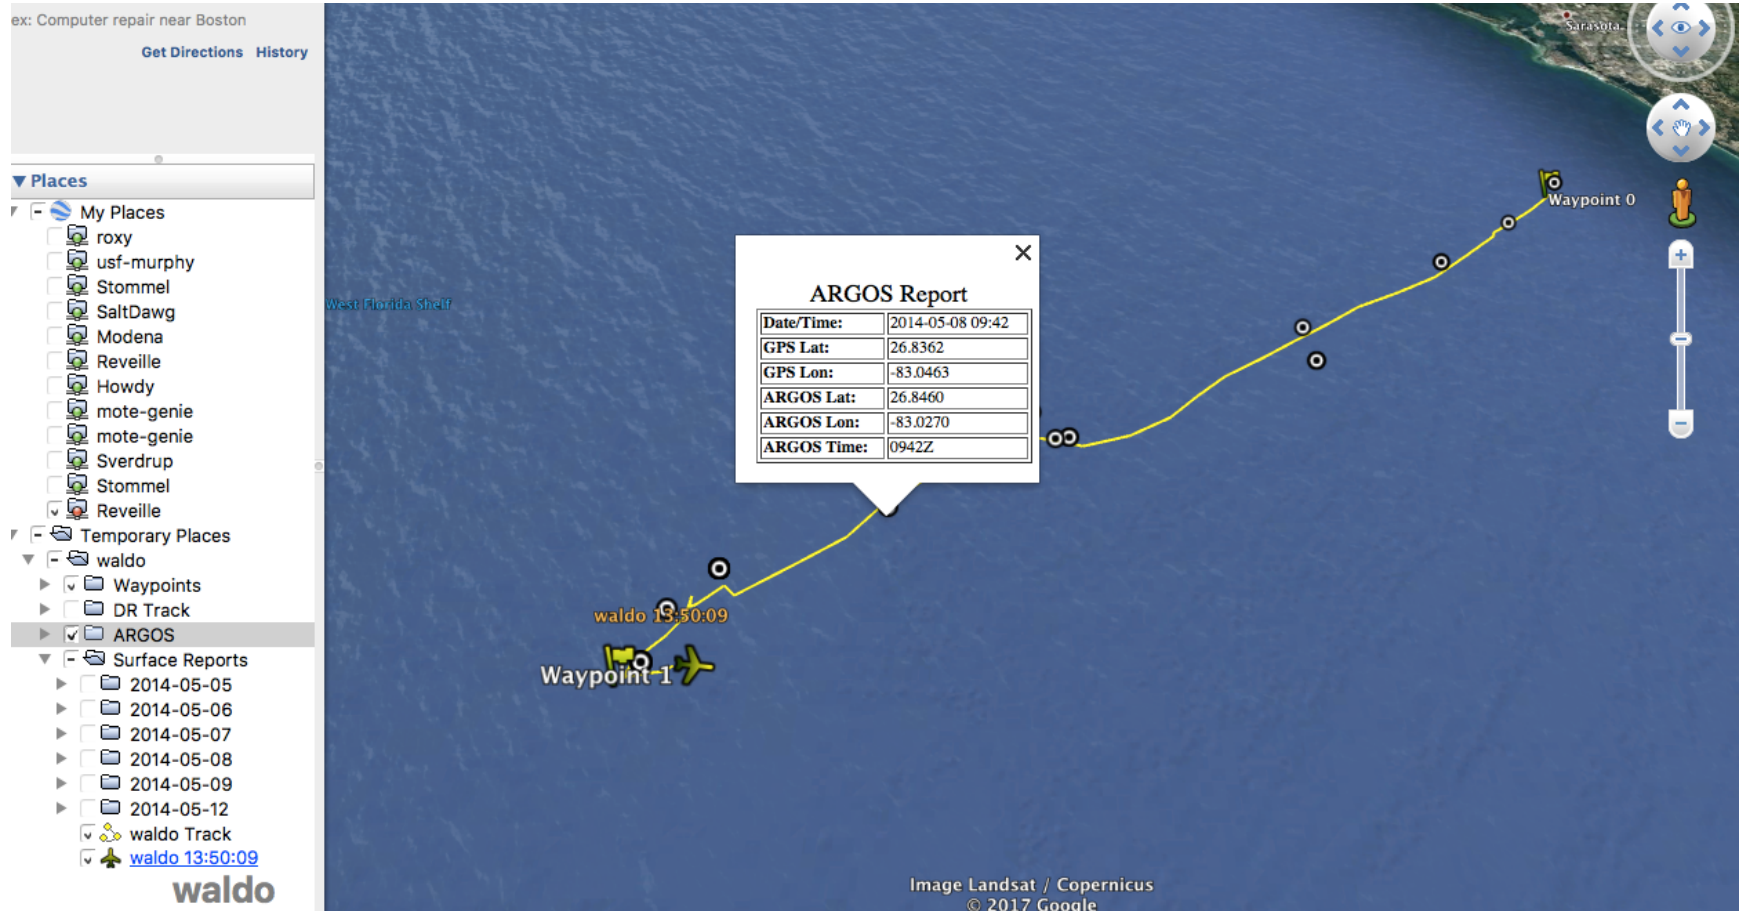 ex: Computer repair near Boston
Get Directions History
Places
My Places
roxy
usf-murphy
Stommel
SaltDawg
Modena
Reveille
Howdy
mote-genie
mote-genie
Sverdrup
Stommel
Reveille
Temporary Places
waldo
Waypoints
DR Track
ARGOS
Surface Reports
2014-05-05
2014-05-06
2014-05-07
2014-05-08
2014-05-09
2014-05-12
waldo Track
waldo 13:50:09
waldo
Sarasota
Waypoint 0
West Florida Shelf
ARGOS Report
Date/Time: 2014-05-08 09:42
GPS Lat: 26.8362
GPS Lon: -83.0463
ARGOS Lat: 26.8460
ARGOS Lon: -83.0270
ARGOS Time: 0942Z
waldo 13:50:09
Waypoint 1
Image Landsat / Copernicus
© 2017 Google